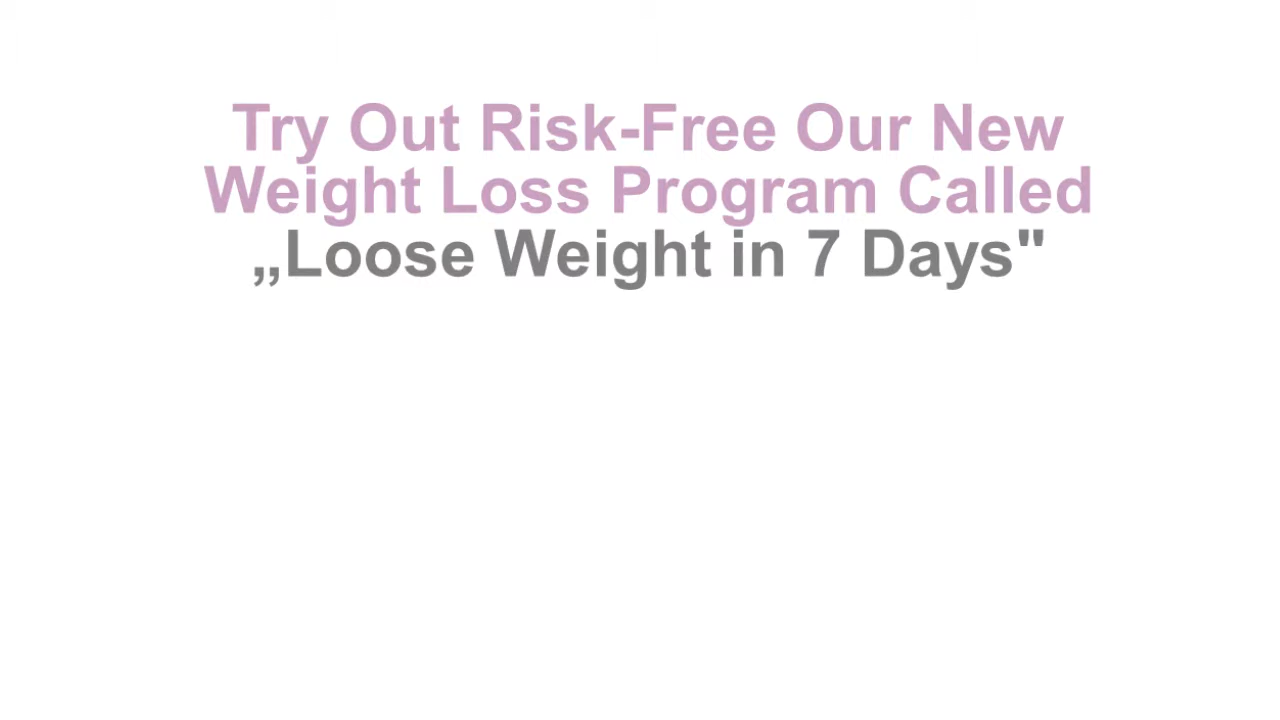 Try Out Risk-Free Our New
Weight Loss Program Called
„Loose Weight in 7 Days"